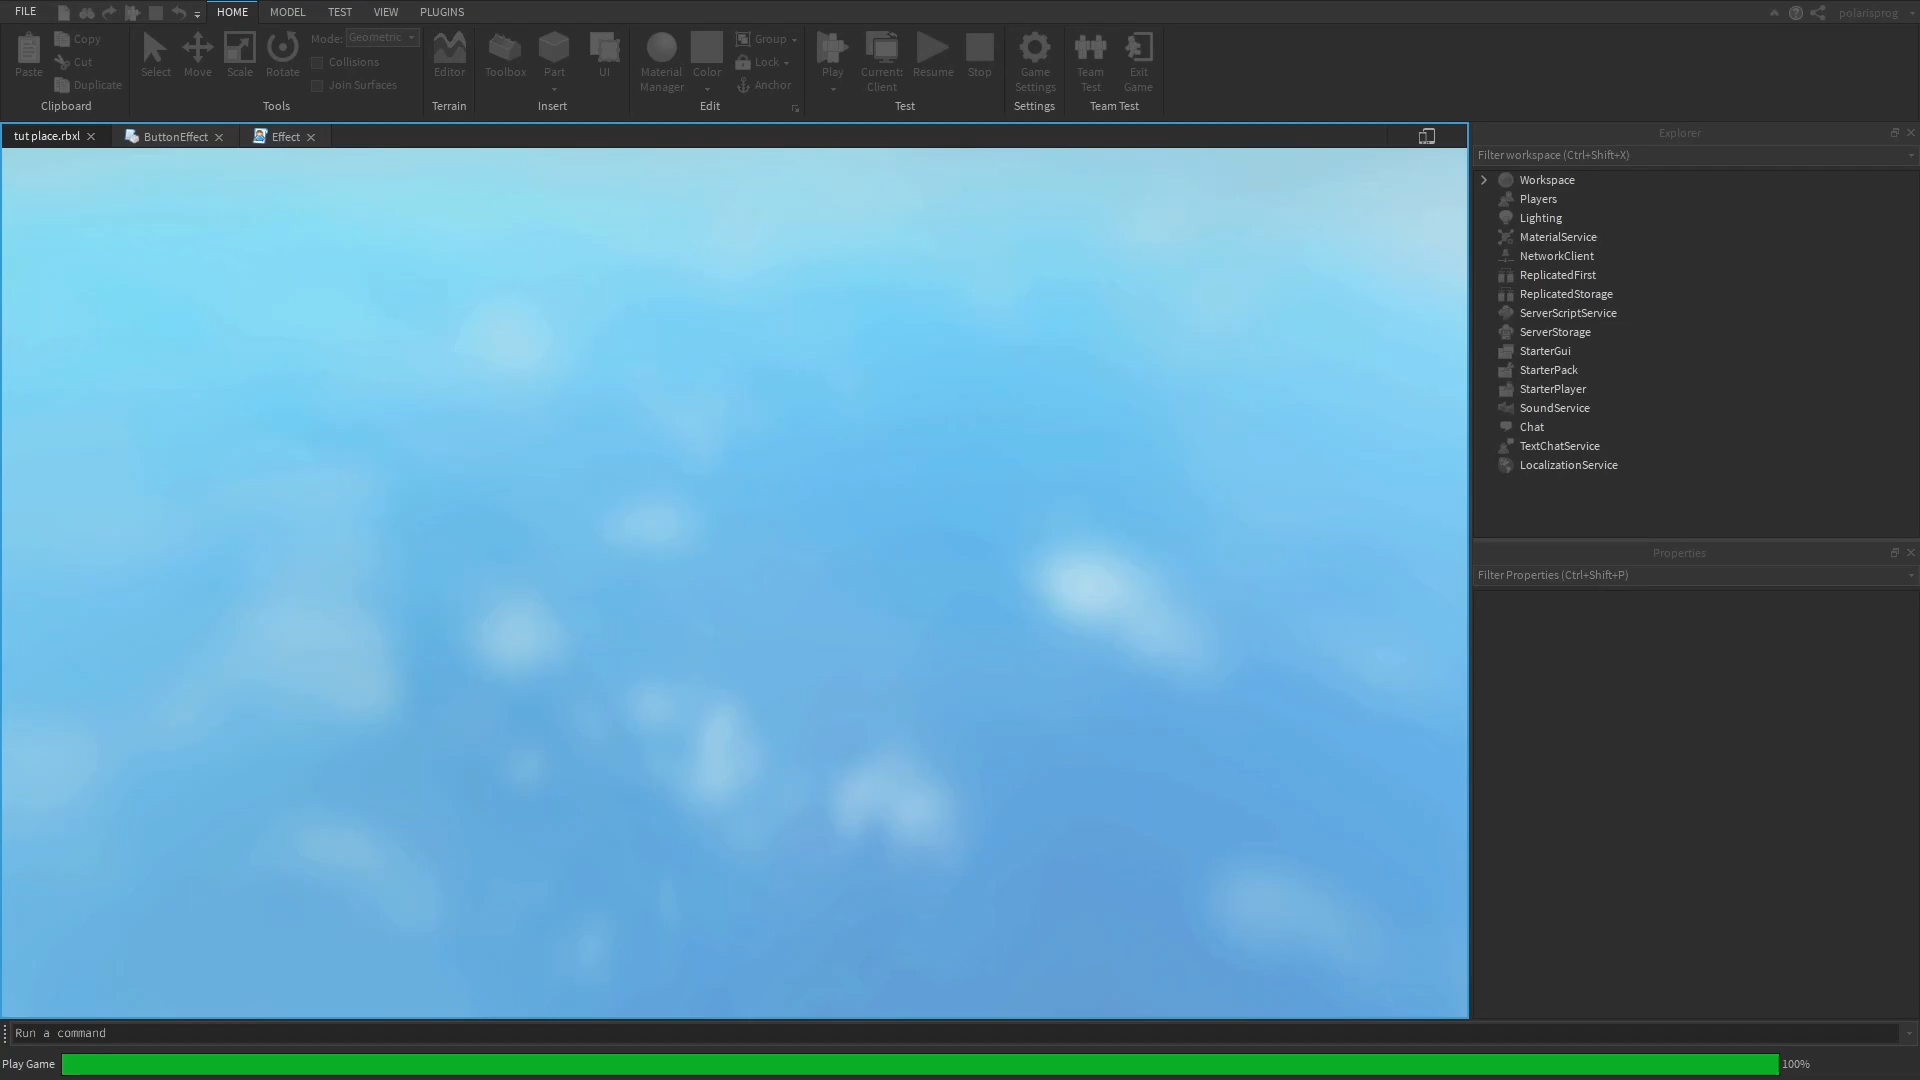 FILE HOME MODEL TEST VIEW PLUGINS polarisprog
Paste Copy Cut Duplicate
Clipboard
Select Move Scale Rotate Mode: Geometric Collisions Join Surfaces
Tools
Editor
Terrain
Toolbox Part UI
Insert
Material Manager Color Group Lock Anchor
Edit
Play Current: Client Resume Stop
Test
Game Settings
Settings
Team Test Exit Game
Team Test
tut place.rbxl ButtonEffect Effect
Explorer
Filter workspace (Ctrl+Shift+X)
Workspace
Players
Lighting
MaterialService
NetworkClient
ReplicatedFirst
ReplicatedStorage
ServerScriptService
ServerStorage
StarterGui
StarterPack
StarterPlayer
SoundService
Chat
TextChatService
LocalizationService
Properties
Filter Properties (Ctrl+Shift+P)
Run a command
Play Game 100%